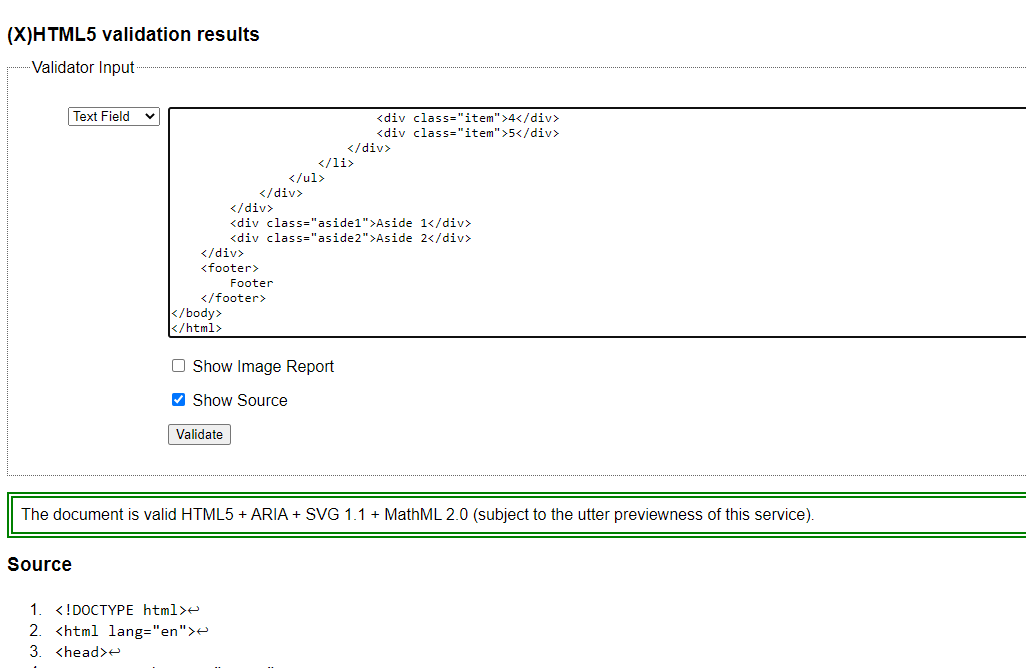 (X)HTML5 validation results
Validator Input
Text Field
<div class="item">4</div>
<div class="item">5</div>
</div>
</li>
</ul>
</div>
</div>
<div class="aside1">Aside 1</div>
<div class="aside2">Aside 2</div>
</div>
<footer>
Footer
</footer>
</body>
</html>
Show Image Report
Show Source
Validate
The document is valid HTML5 + ARIA + SVG 1.1 + MathML 2.0 (subject to the utter previewness of this service).
Source
1. <!DOCTYPE html>↩
2. <html lang="en">↩
3. <head>↩